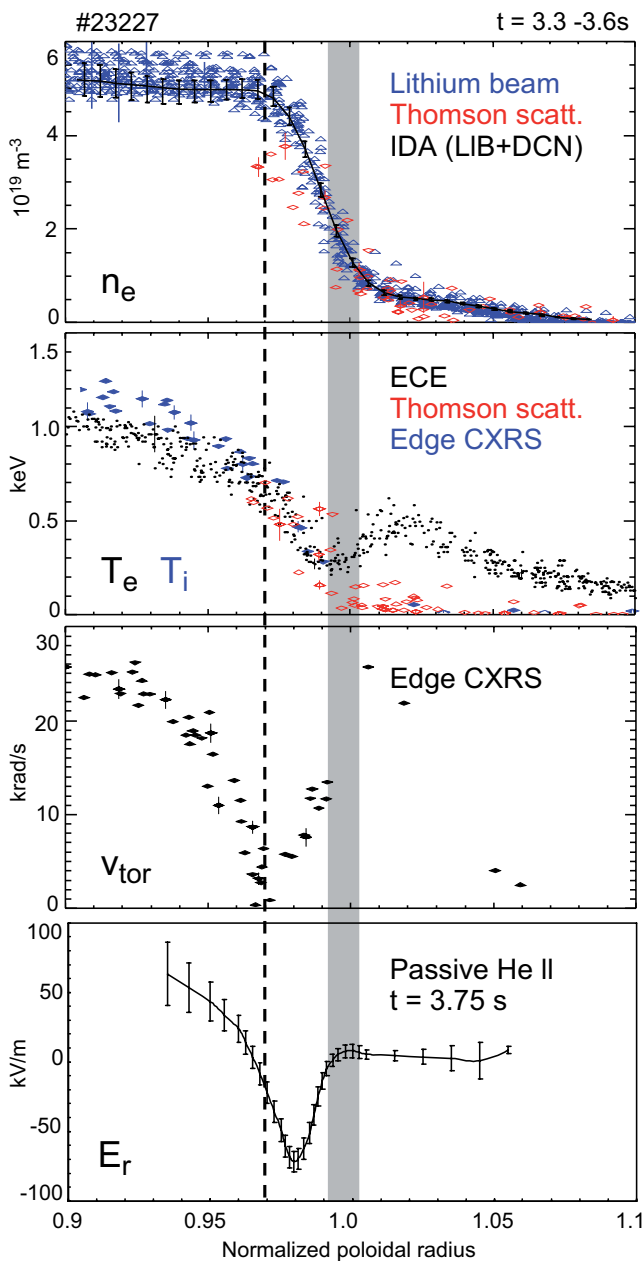 #23227 t = 3.3 -3.6s
6
4
2
0
10^19 m^-3
Lithium beam
Thomson scatt.
IDA (LIB+DCN)
n_e
1.5
1.0
0.5
0
keV
ECE
Thomson scatt.
Edge CXRS
T_e T_i
30
20
10
0
krad/s
Edge CXRS
v_tor
100
50
0
-50
-100
kV/m
Passive He II
t = 3.75 s
E_r
0.9 0.95 1.0 1.05 1.1
Normalized poloidal radius